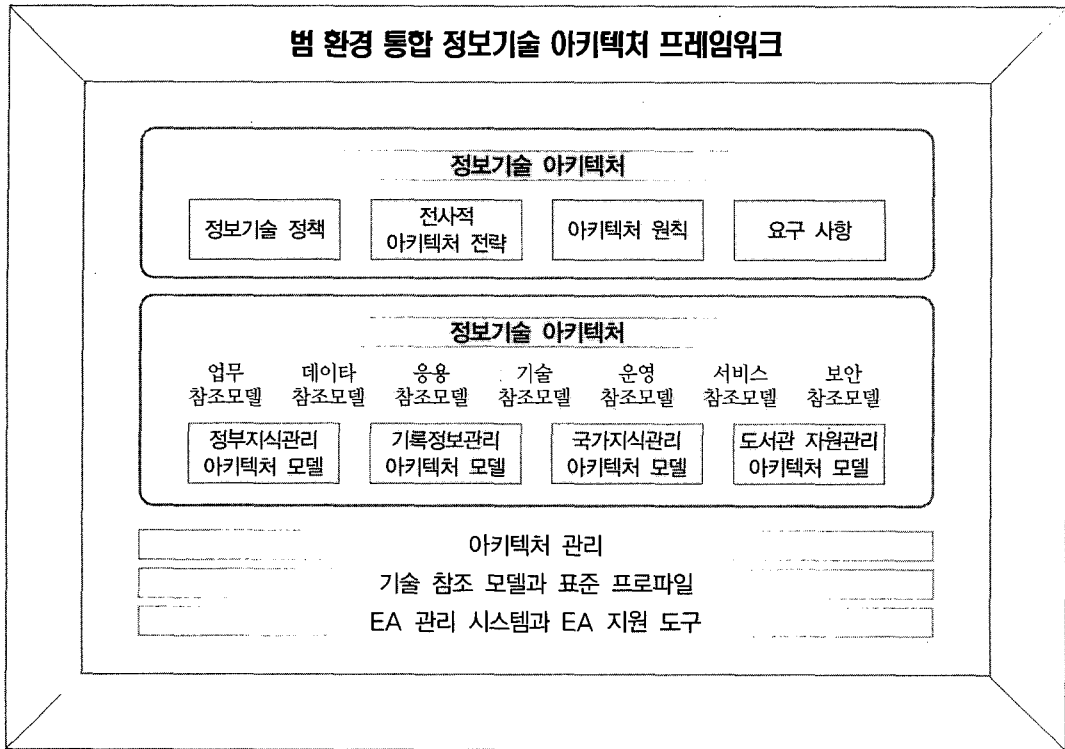 범 환경 통합 정보기술 아키텍처 프레임워크
정보기술 아키텍처
정보기술 정책
전사적
아키텍처 전략
아키텍처 원칙
요구 사항
정보기술 아키텍처
업무
참조모델
데이타
참조모델
응용
참조모델
기술
참조모델
운영
참조모델
서비스
참조모델
보안
참조모델
정부지식관리
아키텍처 모델
기록정보관리
아키텍처 모델
국가지식관리
아키텍처 모델
도서관 자원관리
아키텍처 모델
아키텍처 관리
기술 참조 모델과 표준 프로파일
EA 관리 시스템과 EA 지원 도구